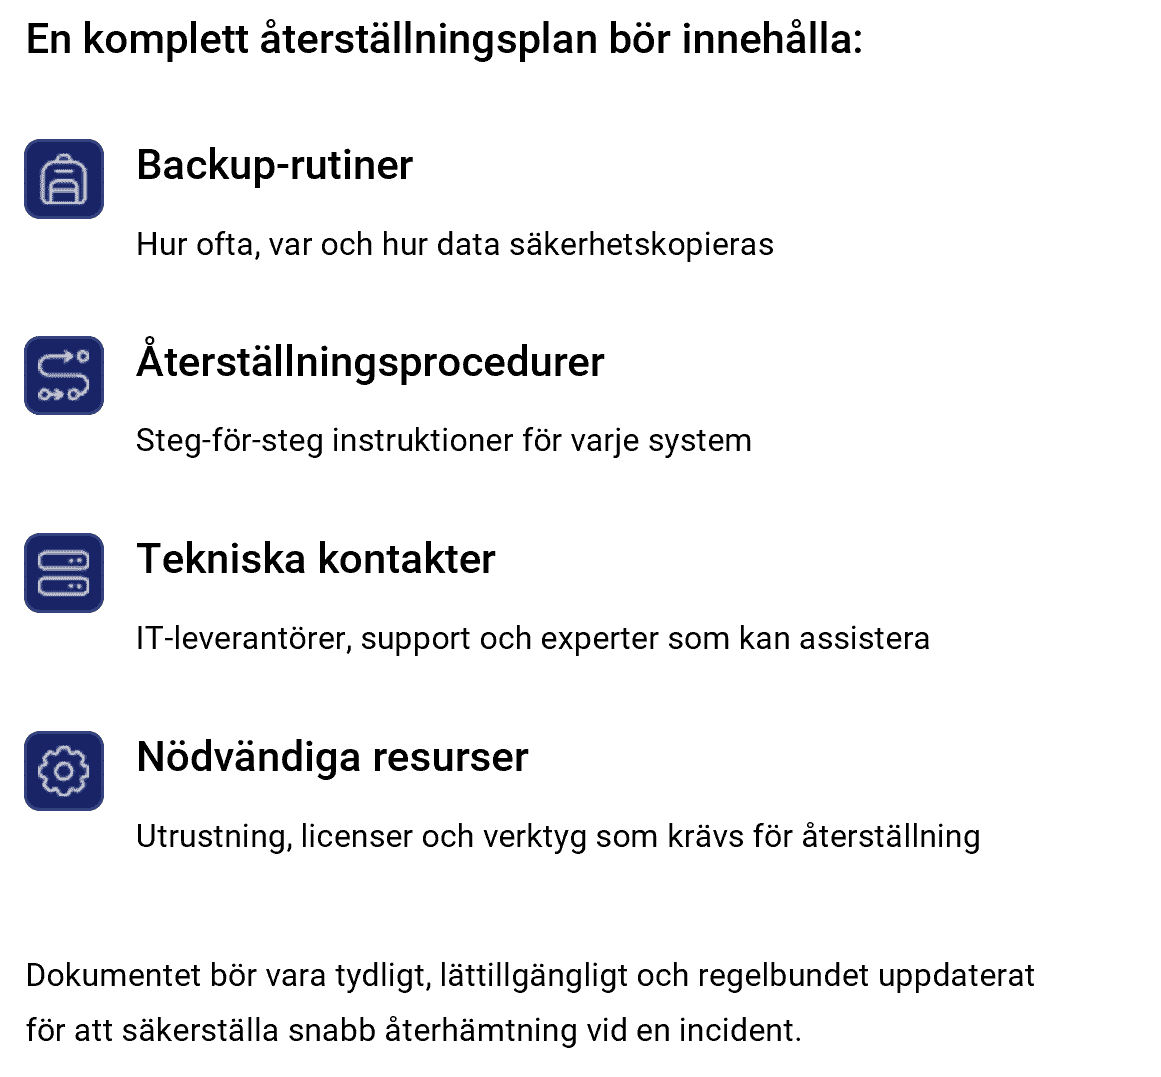 En komplett återställningsplan bör innehålla:
Backup-rutiner
Hur ofta, var och hur data säkerhetskopieras
Återställningsprocedurer
Steg-för-steg instruktioner för varje system
Tekniska kontakter
IT-leverantörer, support och experter som kan assistera
Nödvändiga resurser
Utrustning, licenser och verktyg som krävs för återställning
Dokumentet bör vara tydligt, lättillgängligt och regelbundet uppdaterat
för att säkerställa snabb återhämtning vid en incident.